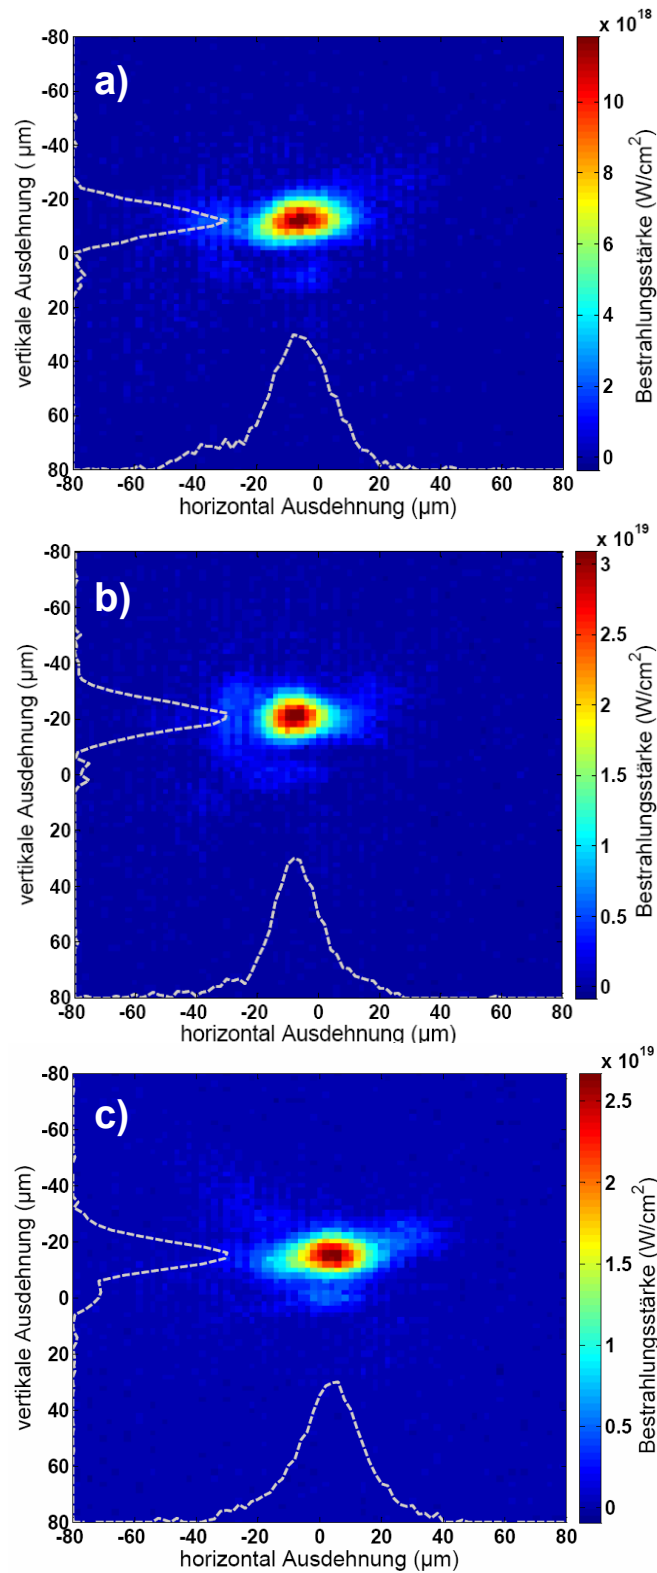 x 10^18
a)
-80
-60
-40
-20
0
20
40
60
80
vertikale Ausdehnung ( µm)
-80 -60 -40 -20 0 20 40 60 80
horizontal Ausdehnung (µm)
10
8
6
4
2
0
Bestrahlungsstärke (W/cm^2)
x 10^19
b)
-80
-60
-40
-20
0
20
40
60
80
vertikale Ausdehnung (µm)
-80 -60 -40 -20 0 20 40 60 80
horizontal Ausdehnung (µm)
3
2.5
2
1.5
1
0.5
0
Bestrahlungsstärke (W/cm^2)
x 10^19
c)
-80
-60
-40
-20
0
20
40
60
80
vertikale Ausdehnung (µm)
-80 -60 -40 -20 0 20 40 60 80
horizontal Ausdehnung (µm)
2.5
2
1.5
1
0.5
0
Bestrahlungsstärke (W/cm^2)